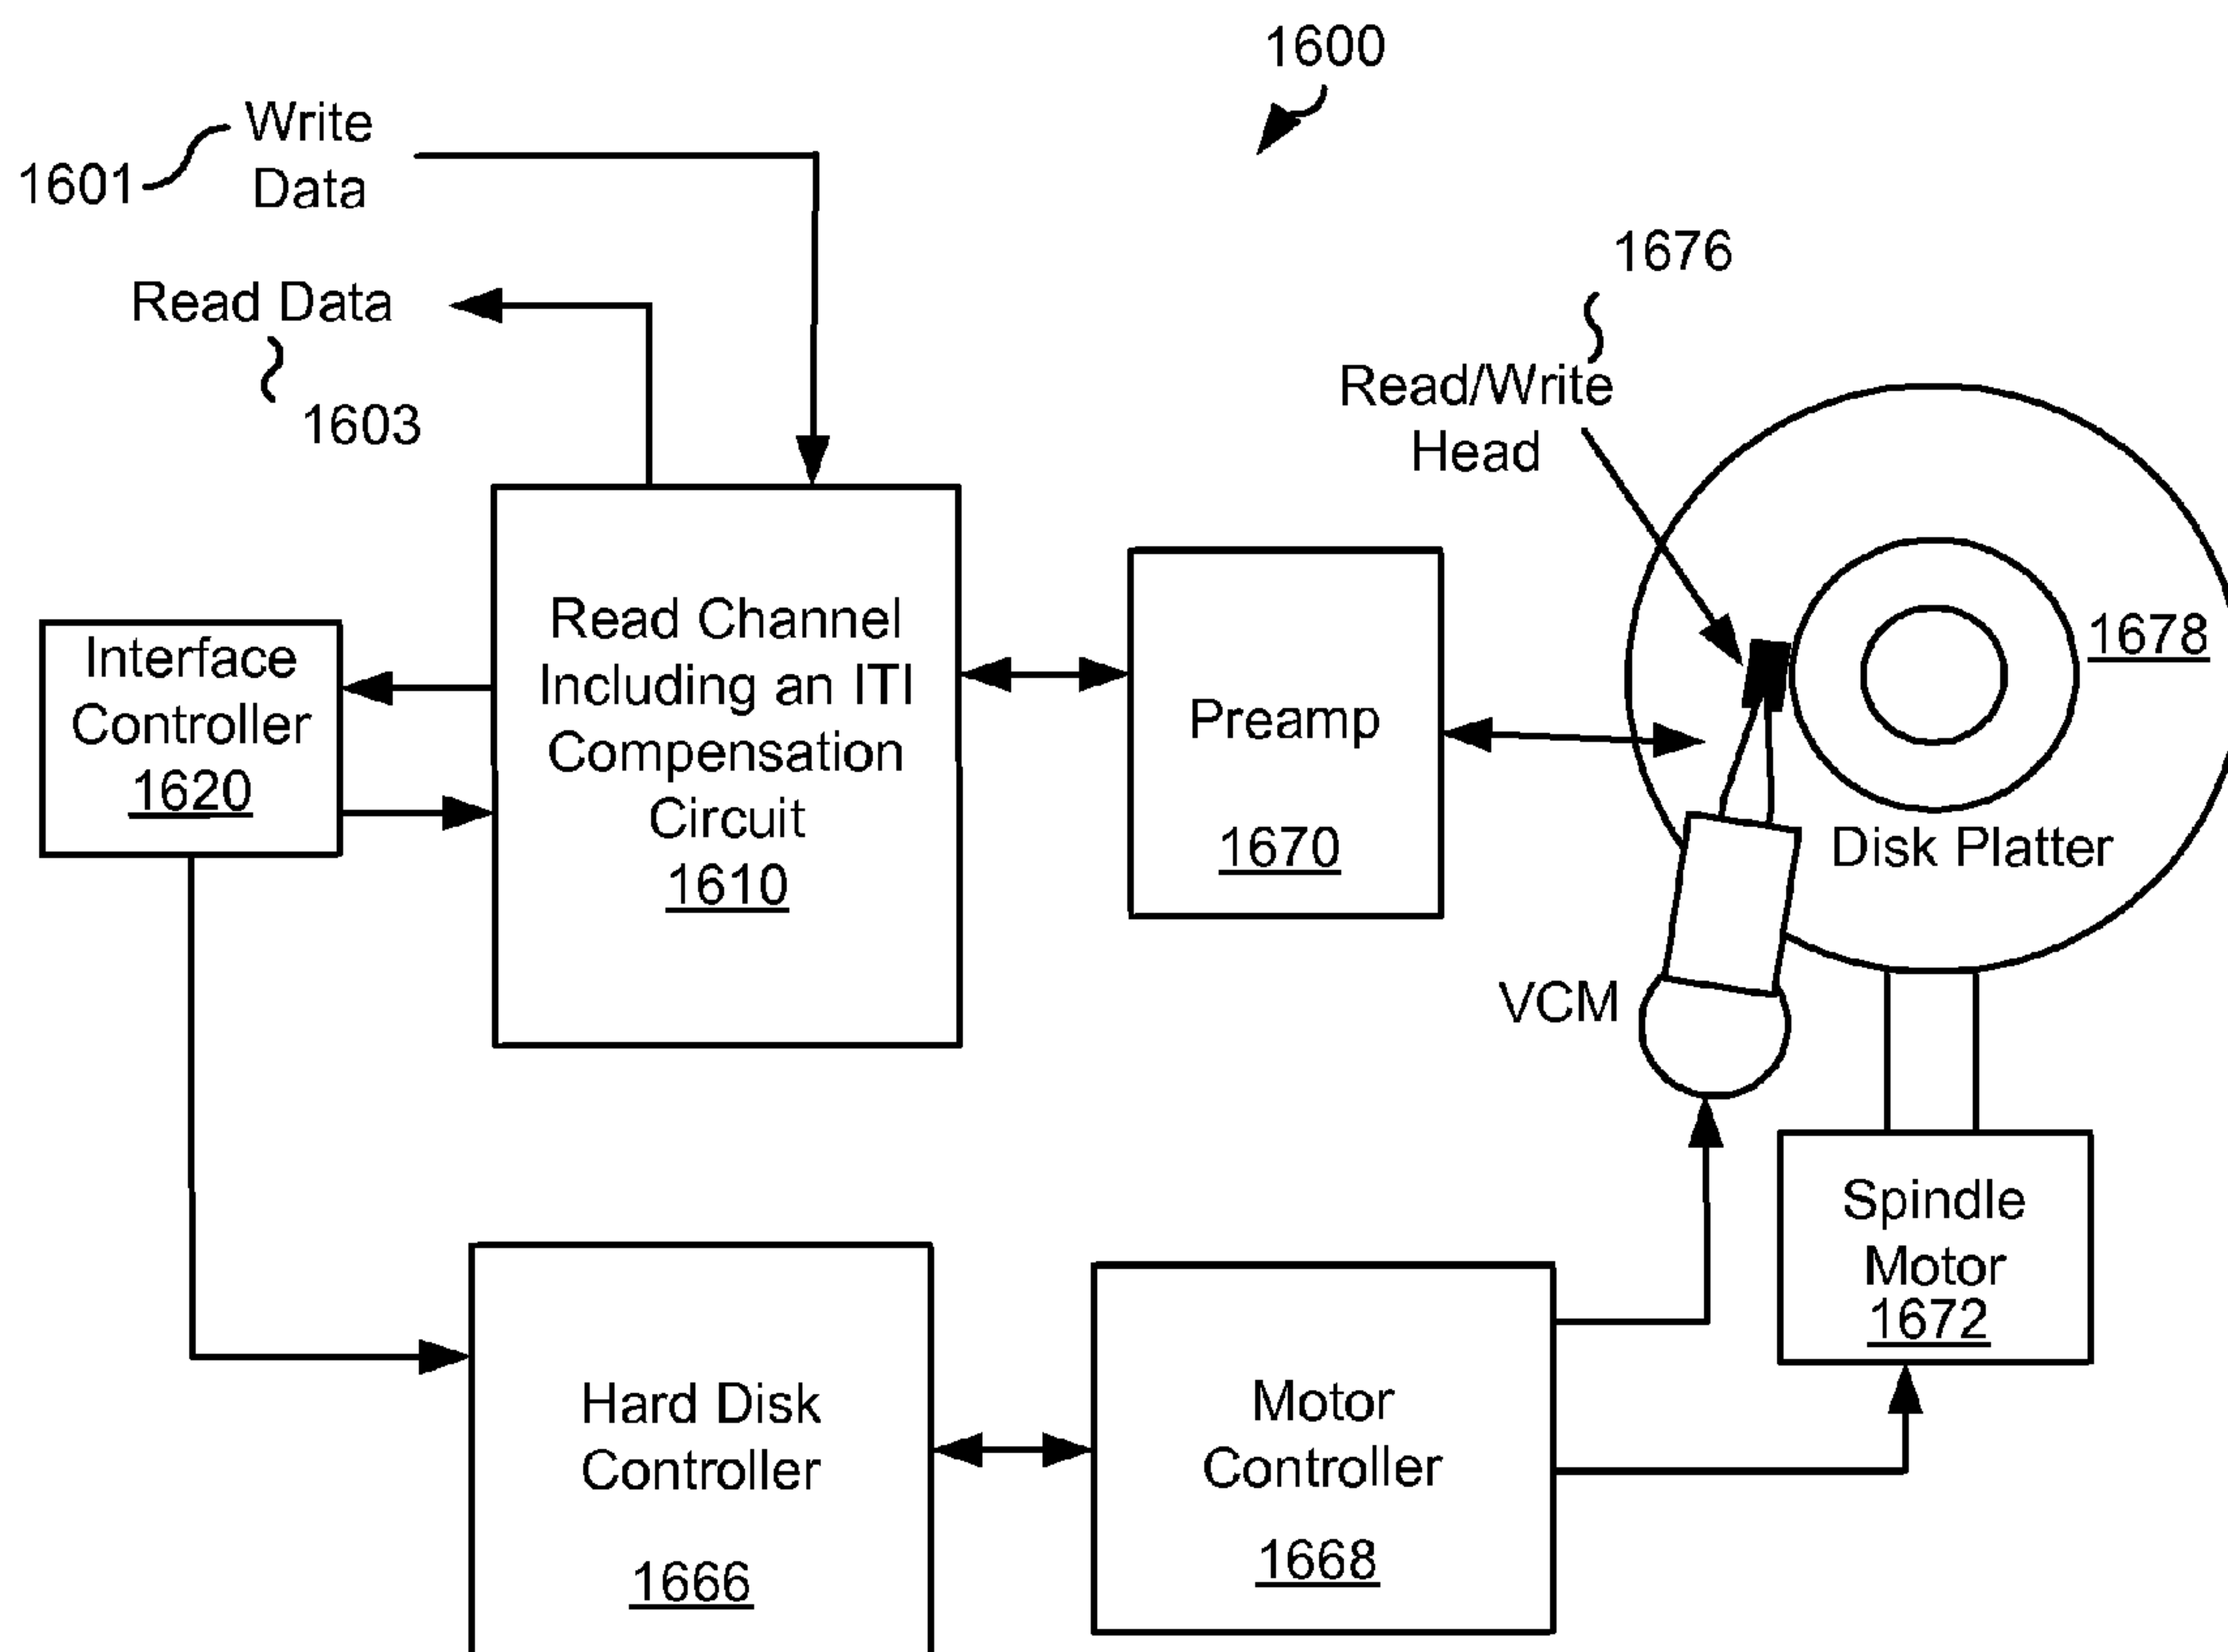 1600
1601
Write
Data
Read Data
1603
1676
Read/Write
Head
Interface
Controller
1620
Read Channel
Including an ITI
Compensation
Circuit
1610
Preamp
1670
1678
Disk Platter
VCM
Spindle
Motor
1672
Hard Disk
Controller
1666
Motor
Controller
1668